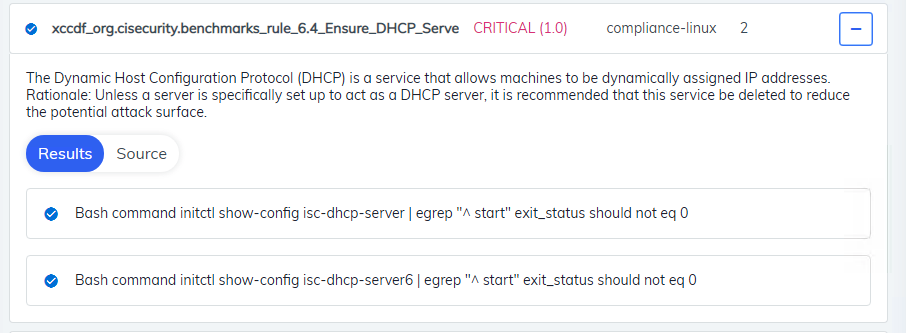 xccdf_org.cisecurity.benchmarks_rule_6.4_Ensure_DHCP_Serve CRITICAL (1.0) compliance-linux 2
The Dynamic Host Configuration Protocol (DHCP) is a service that allows machines to be dynamically assigned IP addresses.
Rationale: Unless a server is specifically set up to act as a DHCP server, it is recommended that this service be deleted to reduce
the potential attack surface.
Results Source
Bash command initctl show-config isc-dhcp-server | egrep "^ start" exit_status should not eq 0
Bash command initctl show-config isc-dhcp-server6 | egrep "^ start" exit_status should not eq 0